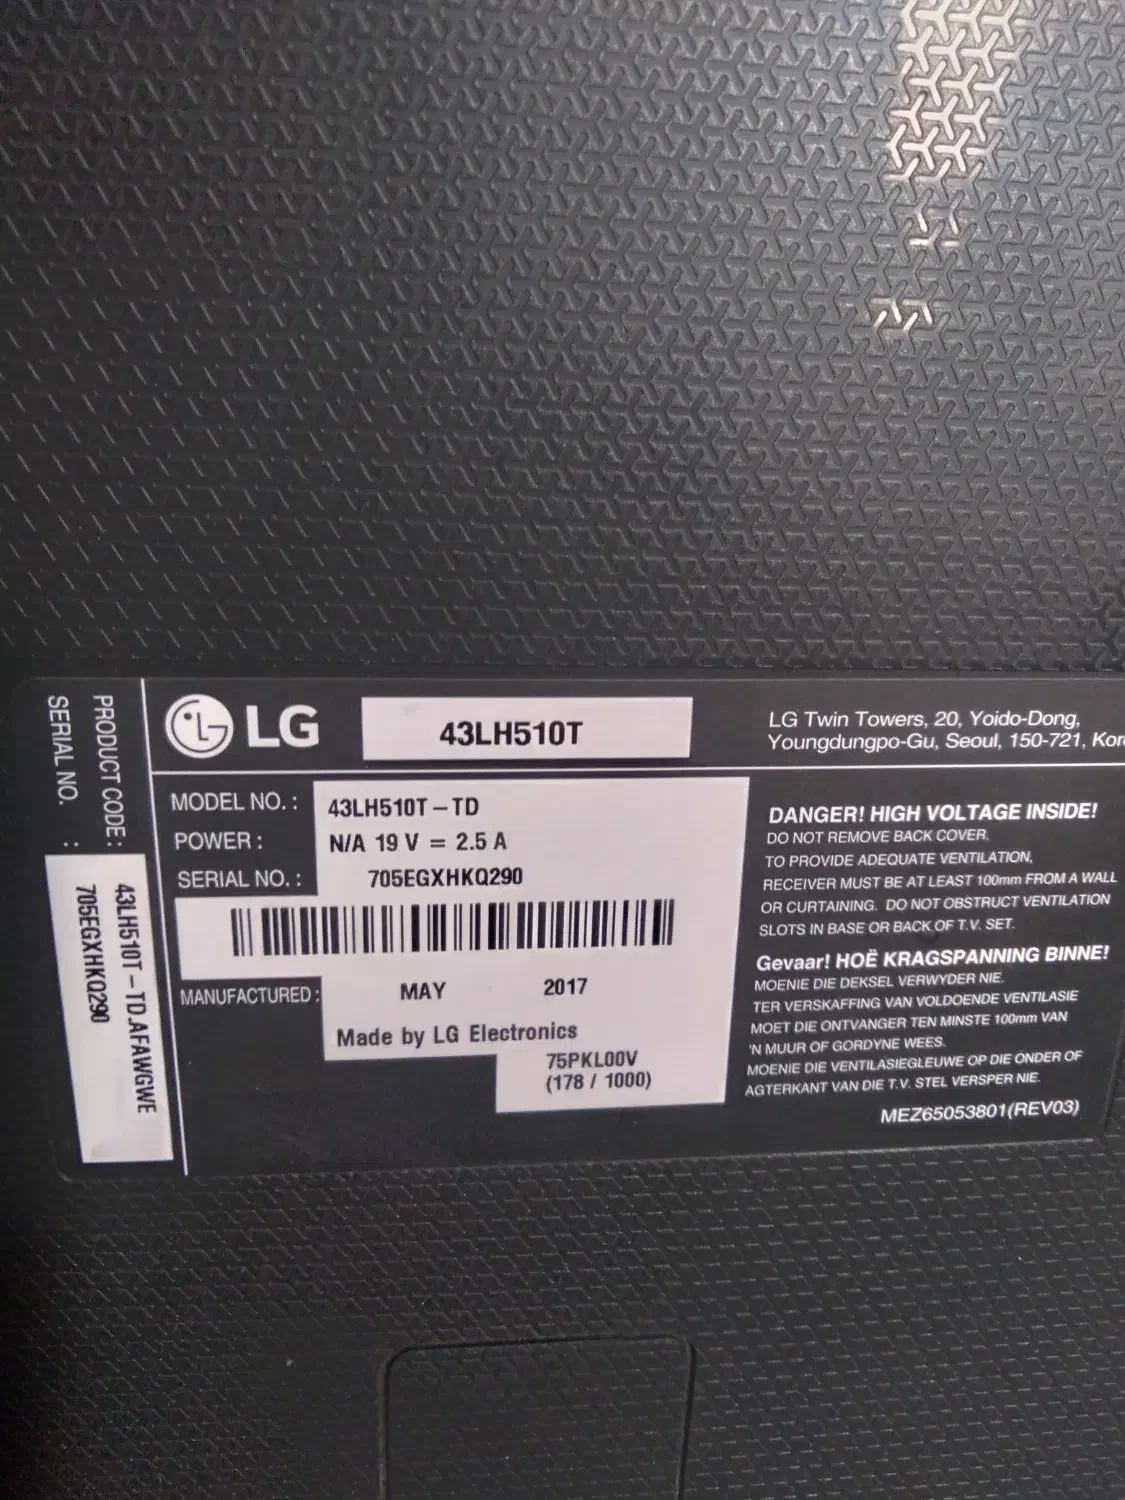 PRODUCT CODE :
SERIAL NO. :
43LH510T-TD.AFAWGWE
705EGXHKQ290
LG
43LH510T
LG Twin Towers, 20, Yoido-Dong,
Youngdungpo-Gu, Seoul, 150-721,
MODEL NO. : 43LH510T-TD
POWER : N/A 19 V = 2.5 A
SERIAL NO. : 705EGXHKQ290
MANUFACTURED : MAY 2017
Made by LG Electronics
75PKL00V
(178 / 1000)
DANGER! HIGH VOLTAGE INSIDE!
DO NOT REMOVE BACK COVER.
TO PROVIDE ADEQUATE VENTILATION,
RECEIVER MUST BE AT LEAST 100mm FROM A WALL
OR CURTAINING. DO NOT OBSTRUCT VENTILATION
SLOTS IN BASE OR BACK OF T.V. SET.
Gevaar! HOË KRAGSPANNING BINNE!
MOENIE DIE DEKSEL VERWYDER NIE.
TER VERSKAFFING VAN VOLDOENDE VENTILASIE
MOET DIE ONTVANGER TEN MINSTE 100mm VAN
'N MUUR OF GORDYNE WEES.
MOENIE DIE VENTILASIEGLEUWE OP DIE ONDER OF
AGTERKANT VAN DIE T.V. STEL VERSPER NIE.
MEZ65053801(REV03)